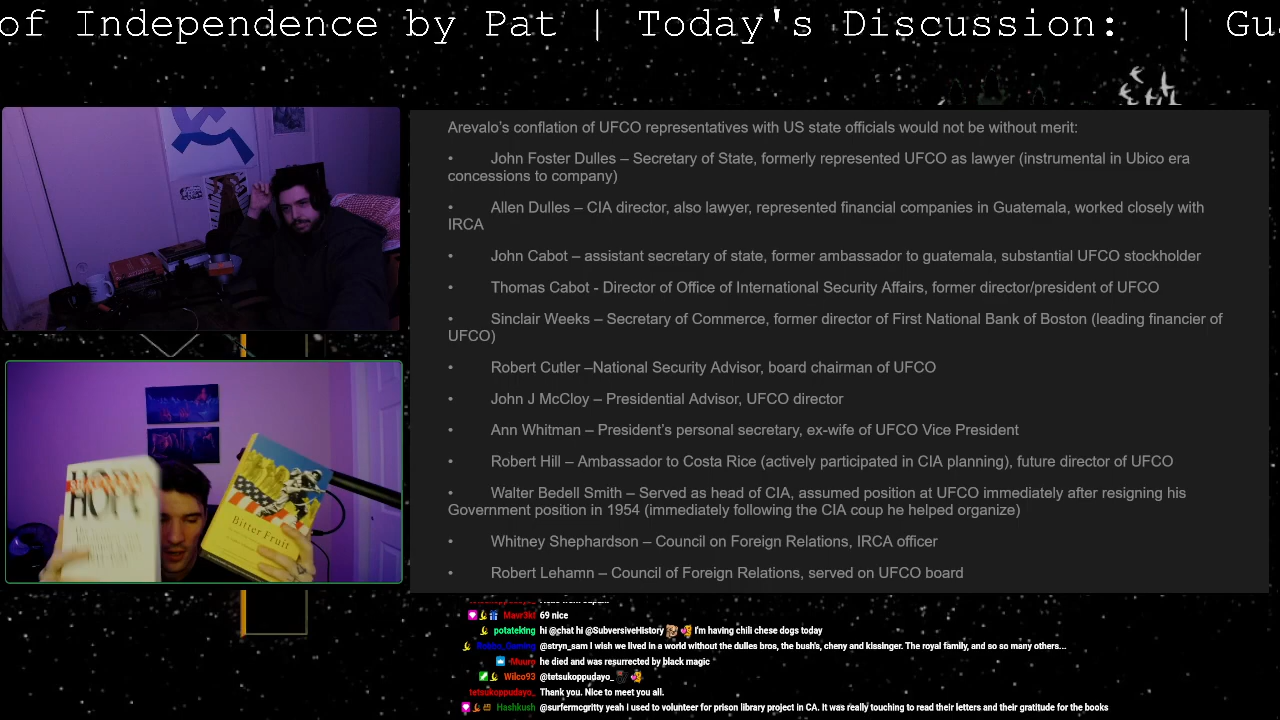 of Independence by Pat | Today's Discussion: | Gu
Arevalo's conflation of UFCO representatives with US state officials would not be without merit:
• John Foster Dulles – Secretary of State, formerly represented UFCO as lawyer (instrumental in Ubico era
concessions to company)
• Allen Dulles – CIA director, also lawyer, represented financial companies in Guatemala, worked closely with
IRCA
• John Cabot – assistant secretary of state, former ambassador to guatemala, substantial UFCO stockholder
• Thomas Cabot - Director of Office of International Security Affairs, former director/president of UFCO
• Sinclair Weeks – Secretary of Commerce, former director of First National Bank of Boston (leading financier of
UFCO)
• Robert Cutler –National Security Advisor, board chairman of UFCO
• John J McCloy – Presidential Advisor, UFCO director
• Ann Whitman – President's personal secretary, ex-wife of UFCO Vice President
• Robert Hill – Ambassador to Costa Rice (actively participated in CIA planning), future director of UFCO
• Walter Bedell Smith – Served as head of CIA, assumed position at UFCO immediately after resigning his
Government position in 1954 (immediately following the CIA coup he helped organize)
• Whitney Shephardson – Council on Foreign Relations, IRCA officer
• Robert Lehamn – Council of Foreign Relations, served on UFCO board
Bitter Fruit
Mavr3kf 69 nice
potateking hi @chat hi @SubversiveHistory I'm having chili chese dogs today
@stryn_sam I wish we lived in a world without the dulles bros, the bush's, cheny and kissinger. The royal family, and so so many others...
he died and was resurrected by black magic
Wilco93 @tetsukoppudayo_
tetsukoppudayo_ Thank you. Nice to meet you all.
Hashkush @surfermcgritty yeah I used to volunteer for prison library project in CA. It was really touching to read their letters and their gratitude for the books